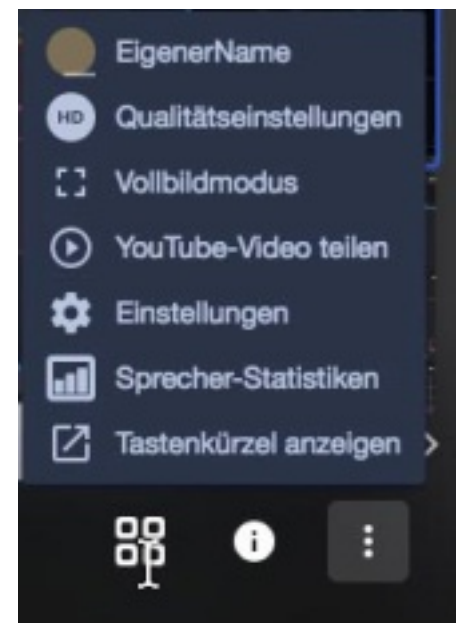 EigenerName
HD Qualitätseinstellungen
Vollbildmodus
YouTube-Video teilen
Einstellungen
Sprecher-Statistiken
Tastenkürzel anzeigen